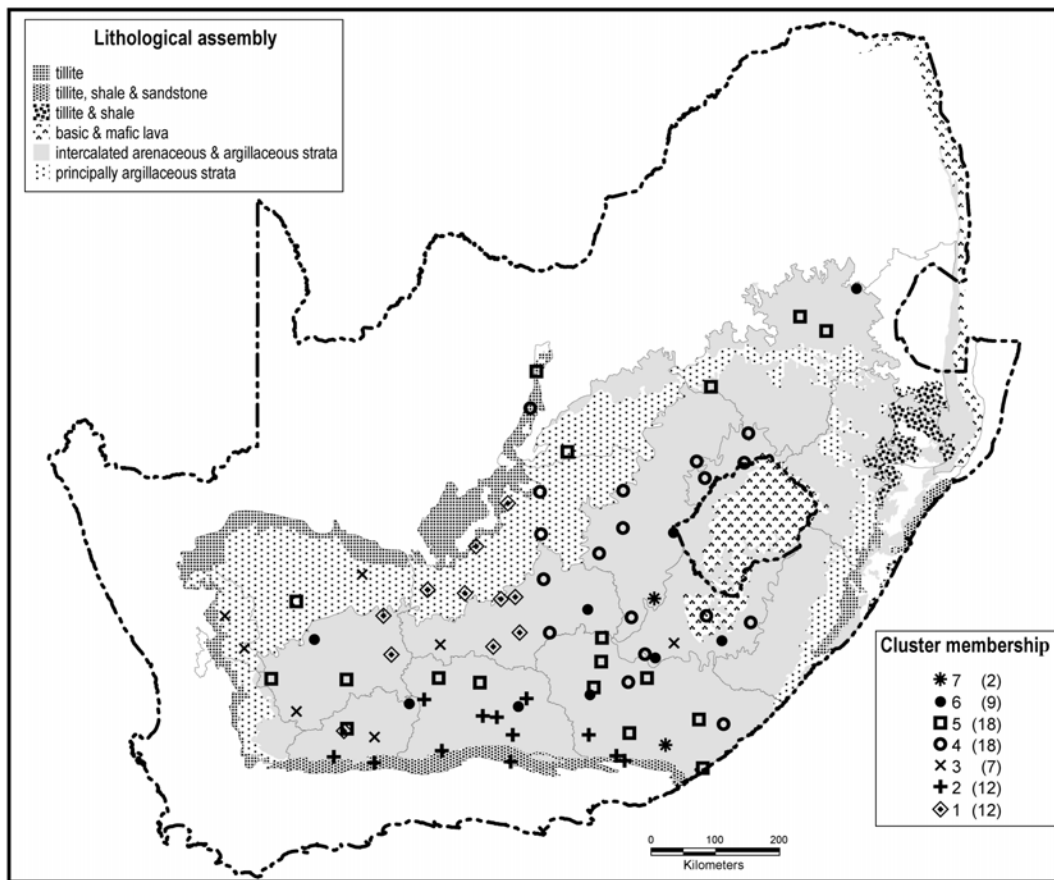 Lithological assembly
tillite
tillite, shale & sandstone
tillite & shale
basic & mafic lava
intercalated arenaceous & argillaceous strata
principally argillaceous strata
Cluster membership
7 (2)
6 (9)
5 (18)
4 (18)
3 (7)
2 (12)
1 (12)
0 100 200
Kilometers